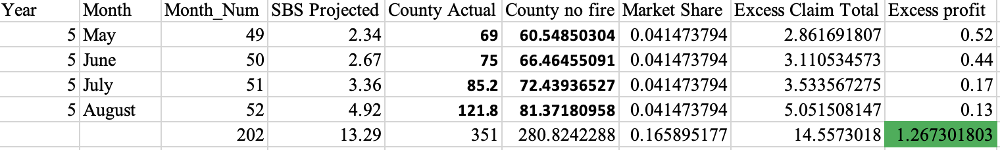 Year Month Month_Num SBS Projected County Actual County no fire Market Share Excess Claim Total Excess profit
5 May 49 2.34 69 60.54850304 0.041473794 2.861691807 0.52
5 June 50 2.67 75 66.46455091 0.041473794 3.110534573 0.44
5 July 51 3.36 85.2 72.43936527 0.041473794 3.533567275 0.17
5 August 52 4.92 121.8 81.37180958 0.041473794 5.051508147 0.13
202 13.29 351 280.8242288 0.165895177 14.5573018 1.267301803